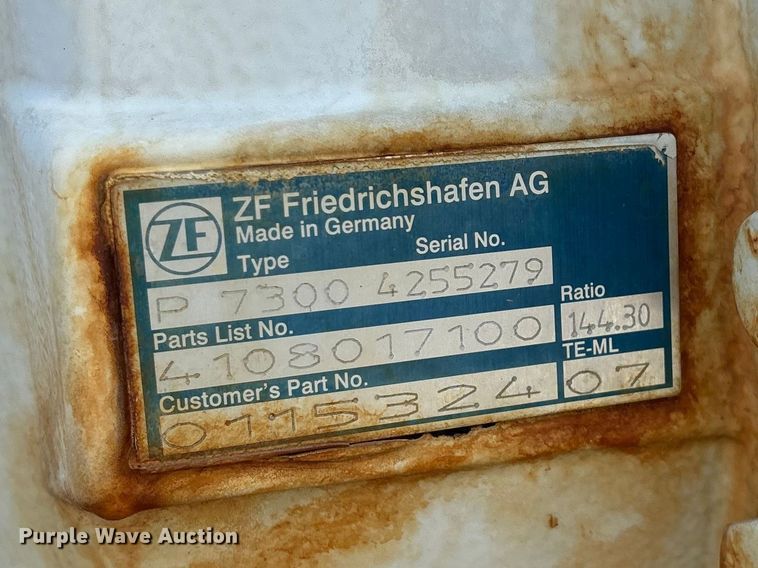 ZF
ZF Friedrichshafen AG
Made in Germany
Type Serial No.
P 7300 4255279
Parts List No. Ratio
4108017100 144.30
Customer's Part No. TE-ML
0115324 07
Purple Wave Auction